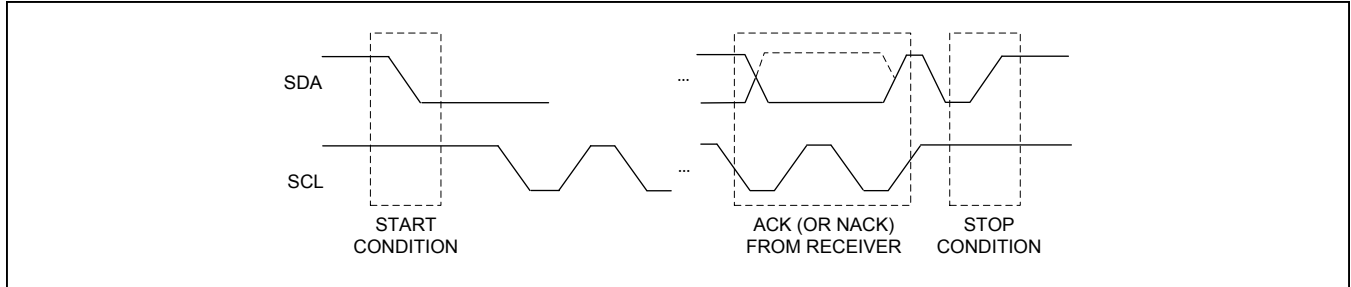 SDA
...
SCL
...
START
CONDITION
ACK (OR NACK)
FROM RECEIVER
STOP
CONDITION